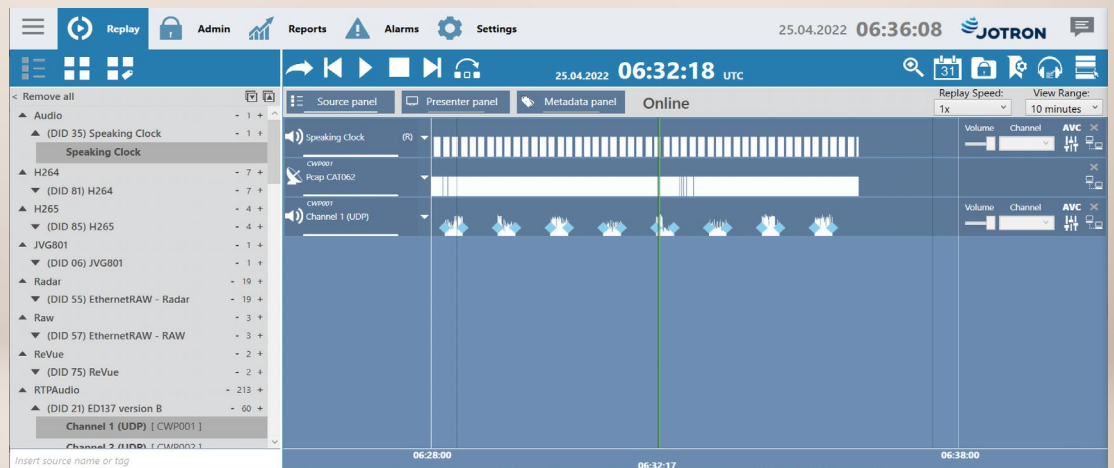 Replay Admin Reports Alarms Settings 25.04.2022 06:36:08 JOTRON
25.04.2022 06:32:18 UTC 31
< Remove all
Source panel Presenter panel Metadata panel Online
Replay Speed: View Range:
1x 10 minutes
Audio - 1 +
(DID 35) Speaking Clock - 1 +
Speaking Clock
H264 - 7 +
(DID 81) H264 - 7 +
H265 - 4 +
(DID 85) H265 - 4 +
JVG801 - 1 +
(DID 06) JVG801 - 1 +
Radar - 19 +
(DID 55) EthernetRAW - Radar - 19 +
Raw - 3 +
(DID 57) EthernetRAW - RAW - 3 +
ReVue - 2 +
(DID 75) ReVue - 2 +
RTPAudio - 213 +
(DID 21) ED137 version B - 60 +
Channel 1 (UDP) [ CWP001 ]
Channel 2 (UDP) [ CWP002 ]
Insert source name or tag
Speaking Clock (R)
Volume Channel AVC
CWP001
Pcap CAT062
CWP001
Channel 1 (UDP)
Volume Channel AVC
06:28:00 06:32:17 06:38:00